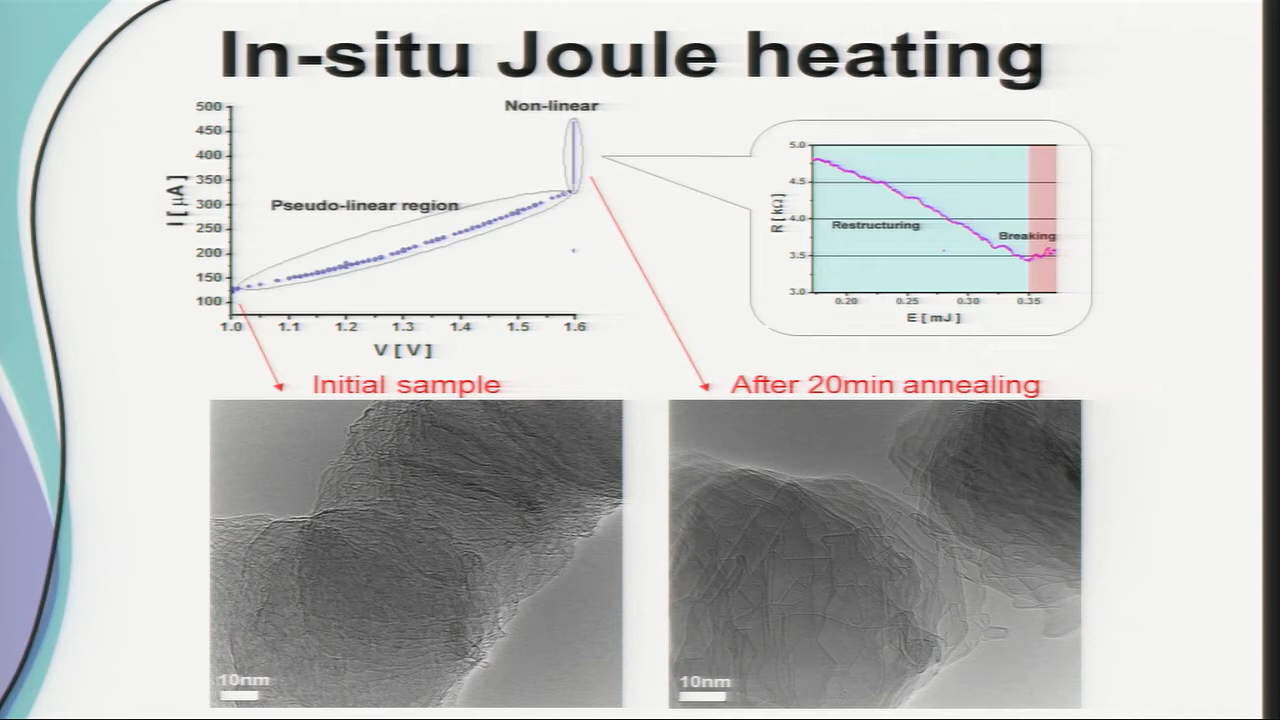 In-situ Joule heating
Non-linear
500
450
400
350
300
250
200
150
100
I [ μA ]
Pseudo-linear region
1.0 1.1 1.2 1.3 1.4 1.5 1.6
V [ V ]
5.0
4.5
4.0
3.5
3.0
R [ kΩ ]
Restructuring
Breaking
0.20 0.25 0.30 0.35
E [ mJ ]
Initial sample
After 20min annealing
10nm
10nm